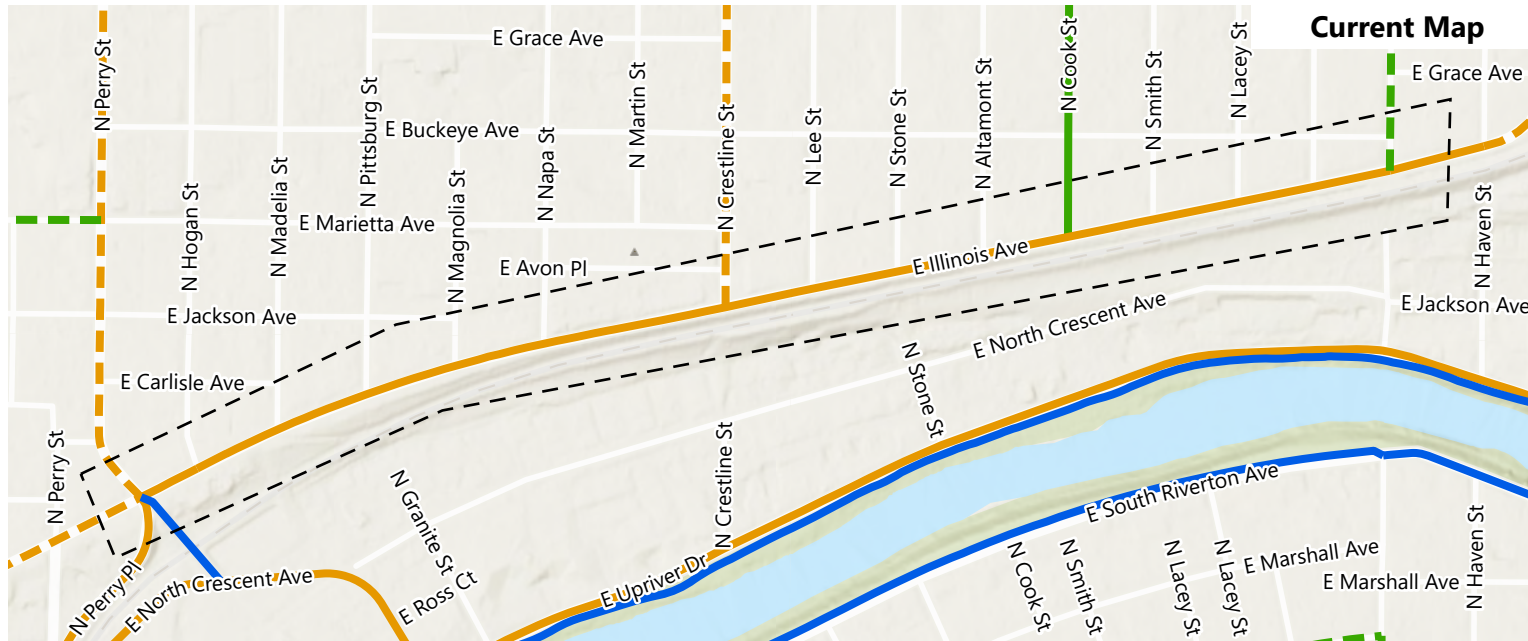 Current Map
E Grace Ave
N Perry St
N Cook St
N Smith St
N Lacey St
E Grace Ave
N Pittsburg St
N Martin St
N Altamont St
E Buckeye Ave
N Stone St
N Lee St
N Crestline St
N Napa St
N Madelia St
N Hogan St
N Magnolia St
E Marietta Ave
N Haven St
E Illinois Ave
E Avon Pl
E Jackson Ave
E Jackson Ave
E North Crescent Ave
E Carlisle Ave
N Stone St
N Perry St
N Crestline St
N Granite St
E South Riverton Ave
N Haven St
N Cook St
N Smith St
N Lacey St
N Lacey St
E Marshall Ave
E Marshall Ave
E Upriver Dr
E North Crescent Ave
E Ross Ct
N Perry Pl